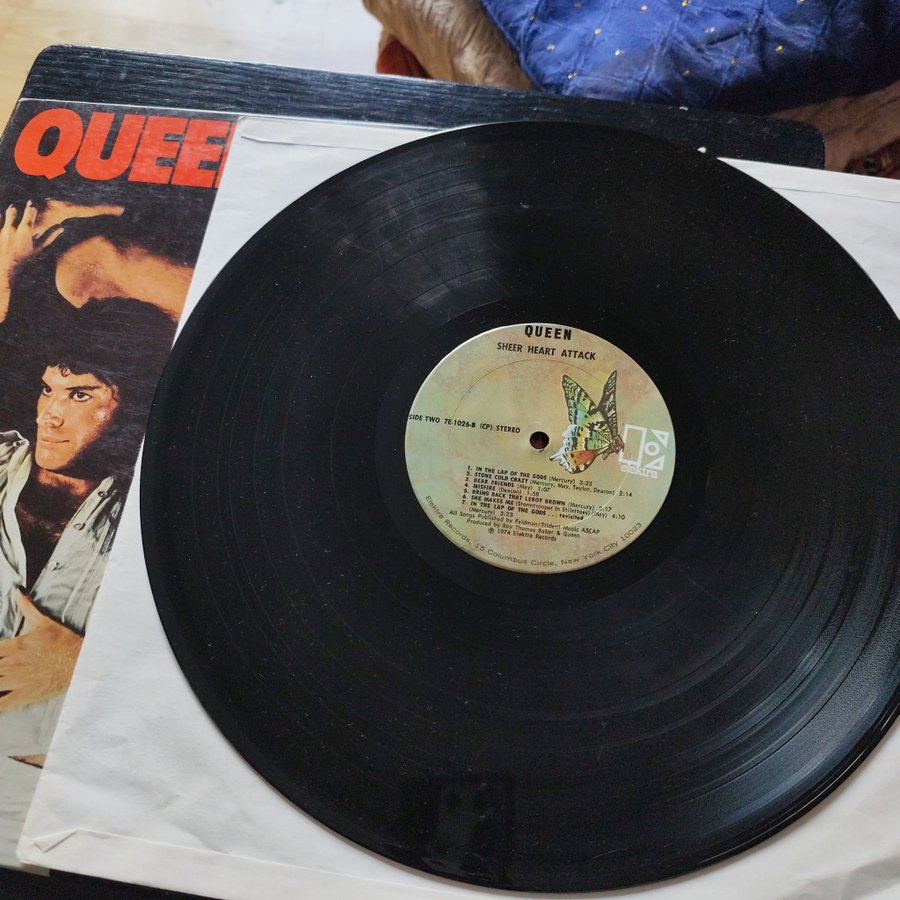 QUEE
QUEEN
SHEER HEART ATTACK
SIDE TWO 7E-1026-B (CP) STEREO
elektra
1. IN THE LAP OF THE GODS (Mercury) 3:23
2. STONE COLD CRAZY (Mercury, May, Taylor, Deacon) 2:14
3. DEAR FRIENDS (May) 1:07
4. MISFIRE (Deacon) 1:58
5. BRING BACK THAT LEROY BROWN (Mercury) 2:17
6. SHE MAKES ME (Stormtrooper in Stilettoes) (May) 4:10
7. IN THE LAP OF THE GODS . . . revisited
(Mercury) 3:23
All Songs Published by Feldman/Trident Music ASCAP
Produced by Roy Thomas Baker & Queen
℗ 1974 Elektra Records
Elektra Records, 15 Columbus Circle, New York City 10023